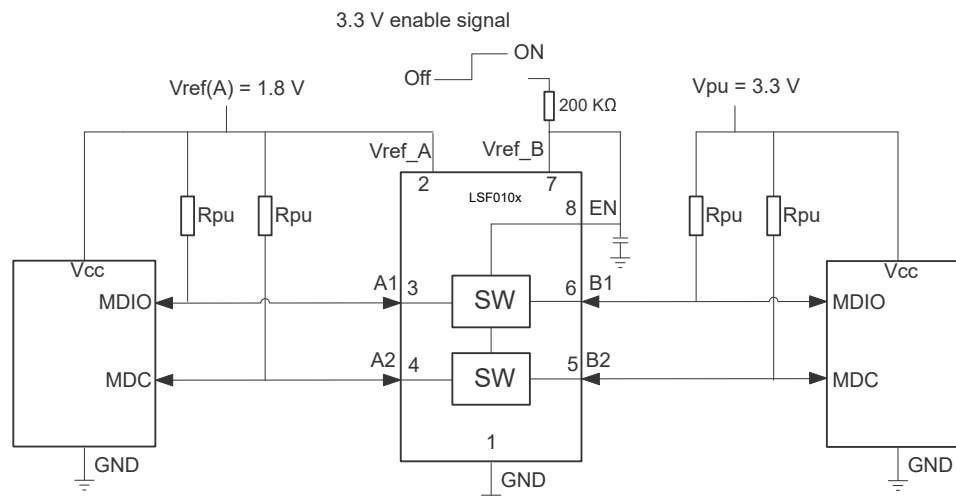 3.3 V enable signal
ON
Off
Vref(A) = 1.8 V
Vpu = 3.3 V
200 KΩ
Vref_A
Vref_B
2
7
LSF010x
8
EN
Rpu
Rpu
Rpu
Rpu
Vcc
Vcc
MDIO
A1
3
SW
6
B1
MDIO
MDC
A2
4
SW
5
B2
MDC
1
GND
GND
GND